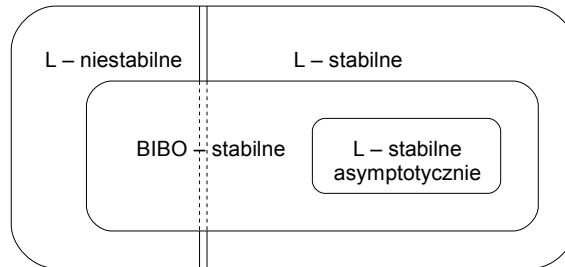 L – niestabilne
L – stabilne
BIBO – stabilne
L – stabilne
asymptotycznie